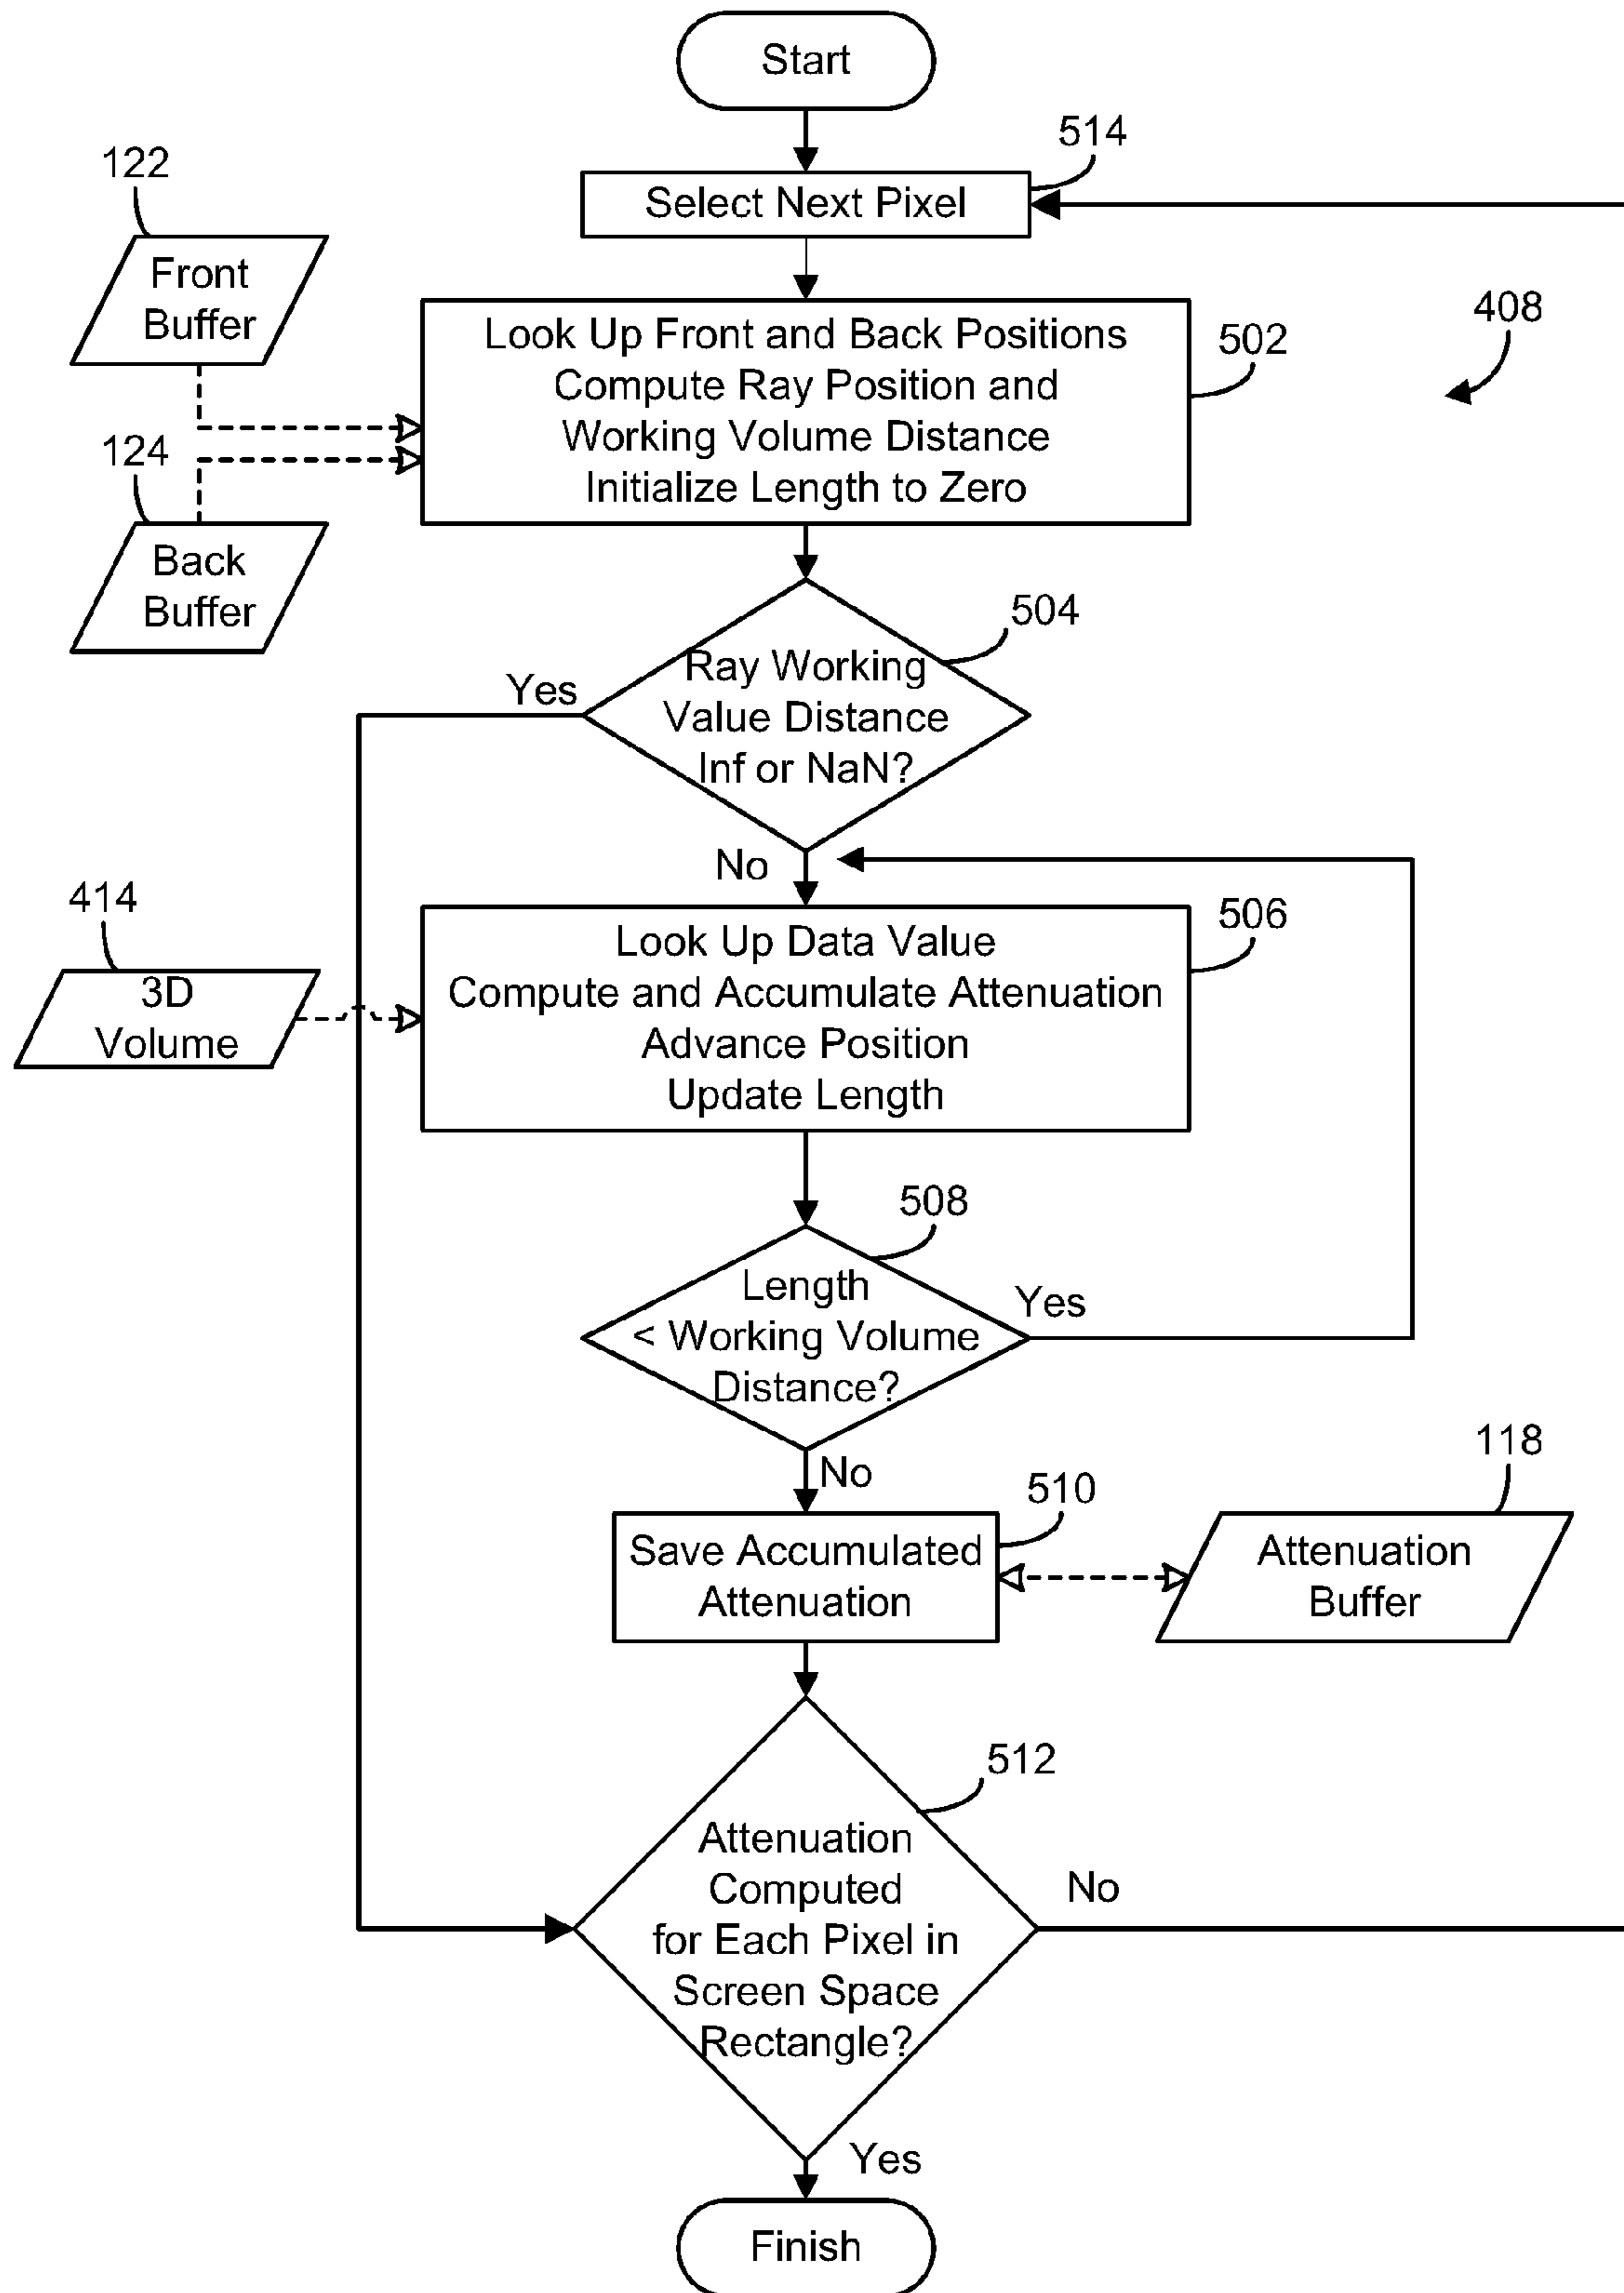 Start
514
122
Select Next Pixel
Front
Buffer
408
Look Up Front and Back Positions
Compute Ray Position and
Working Volume Distance
Initialize Length to Zero
502
124
Back
Buffer
504
Ray Working
Value Distance
Inf or NaN?
Yes
No
414
506
3D
Volume
Look Up Data Value
Compute and Accumulate Attenuation
Advance Position
Update Length
508
Length
< Working Volume
Distance?
Yes
No
118
510
Save Accumulated
Attenuation
Attenuation
Buffer
512
Attenuation
Computed
for Each Pixel in
Screen Space
Rectangle?
No
Yes
Finish